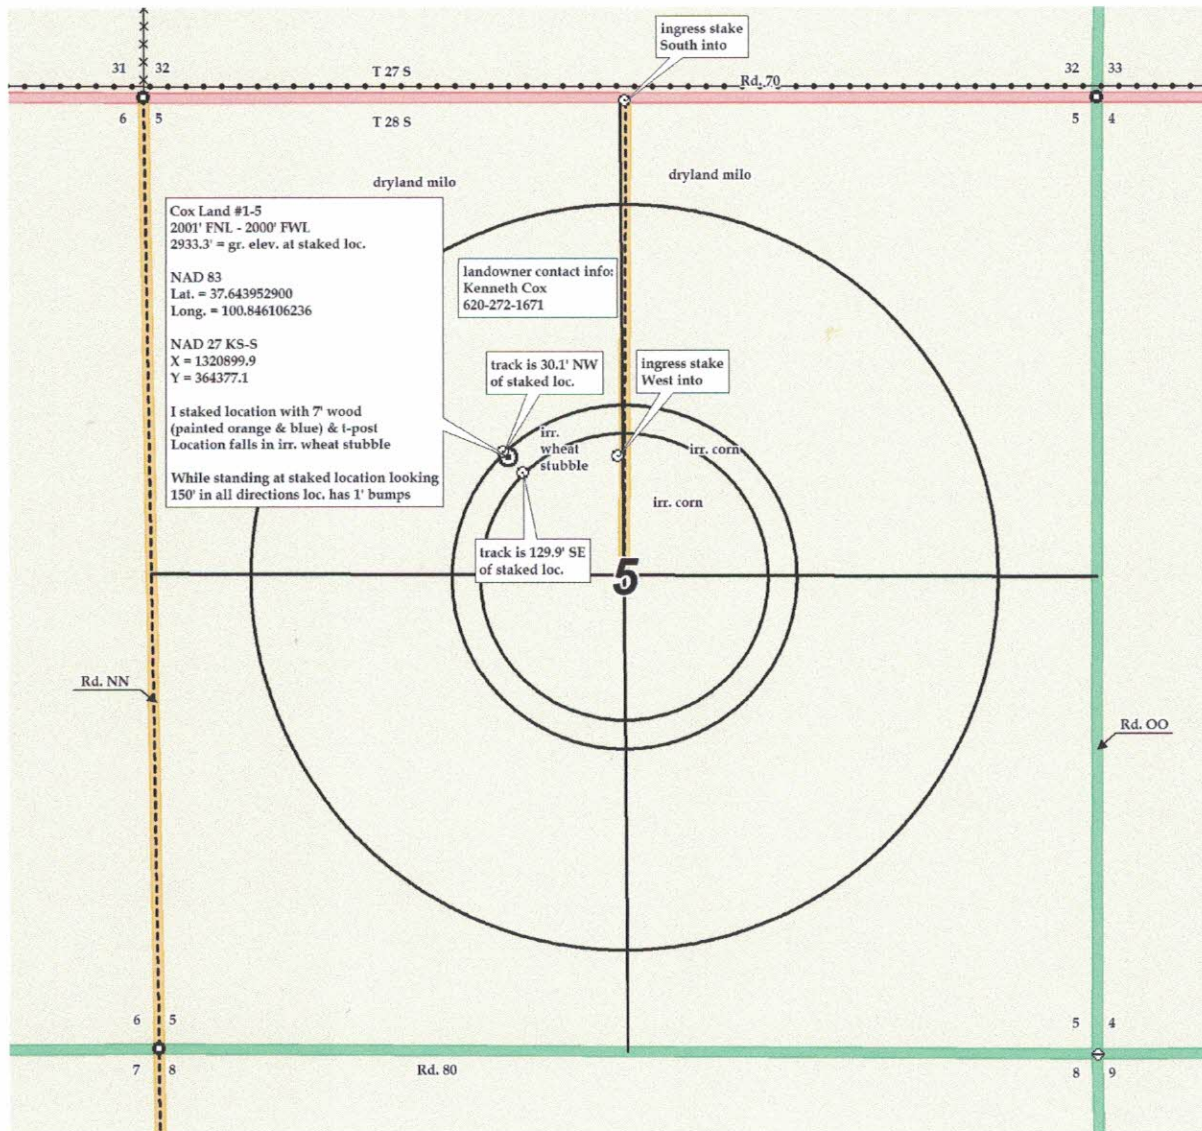 ingress stake
South into
31 32
T 27 S
Rd. 70
32 33
6 5
T 28 S
5 4
dryland milo
dryland milo
Cox Land #1-5
2001' FNL - 2000' FWL
2933.3' = gr. elev. at staked loc.
NAD 83
Lat. = 37.643952900
Long. = 100.846106236
NAD 27 KS-S
X = 1320899.9
Y = 364377.1
I staked location with 7' wood
(painted orange & blue) & t-post
Location falls in irr. wheat stubble
While standing at staked location looking
150' in all directions loc. has 1' bumps
landowner contact info:
Kenneth Cox
620-272-1671
track is 30.1' NW
of staked loc.
ingress stake
West into
irr.
wheat
stubble
irr. corn
irr. corn
track is 129.9' SE
of staked loc.
5
Rd. NN
Rd. OO
6 5
5 4
7 8
Rd. 80
8 9